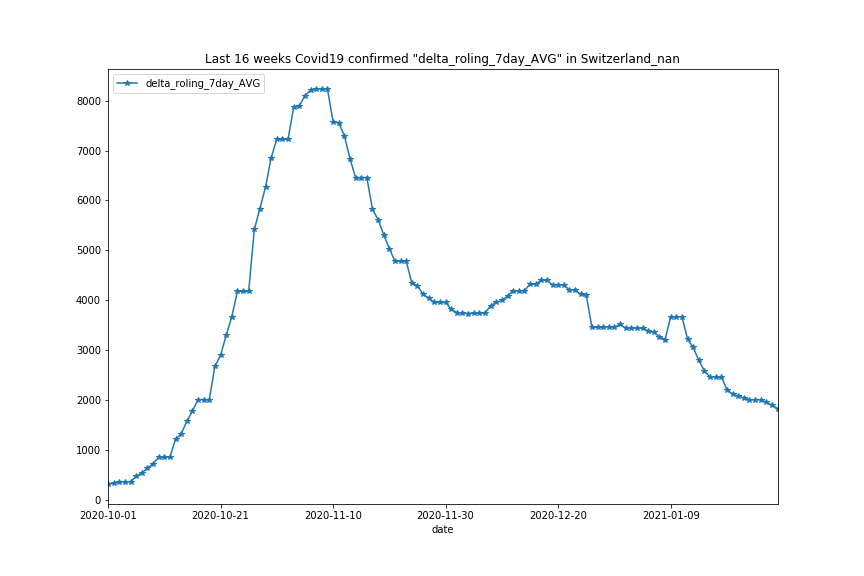 Last 16 weeks Covid19 confirmed "delta_roling_7day_AVG" in Switzerland_nan
delta_roling_7day_AVG
8000
7000
6000
5000
4000
3000
2000
1000
0
2020-10-01 2020-10-21 2020-11-10 2020-11-30 2020-12-20 2021-01-09
date